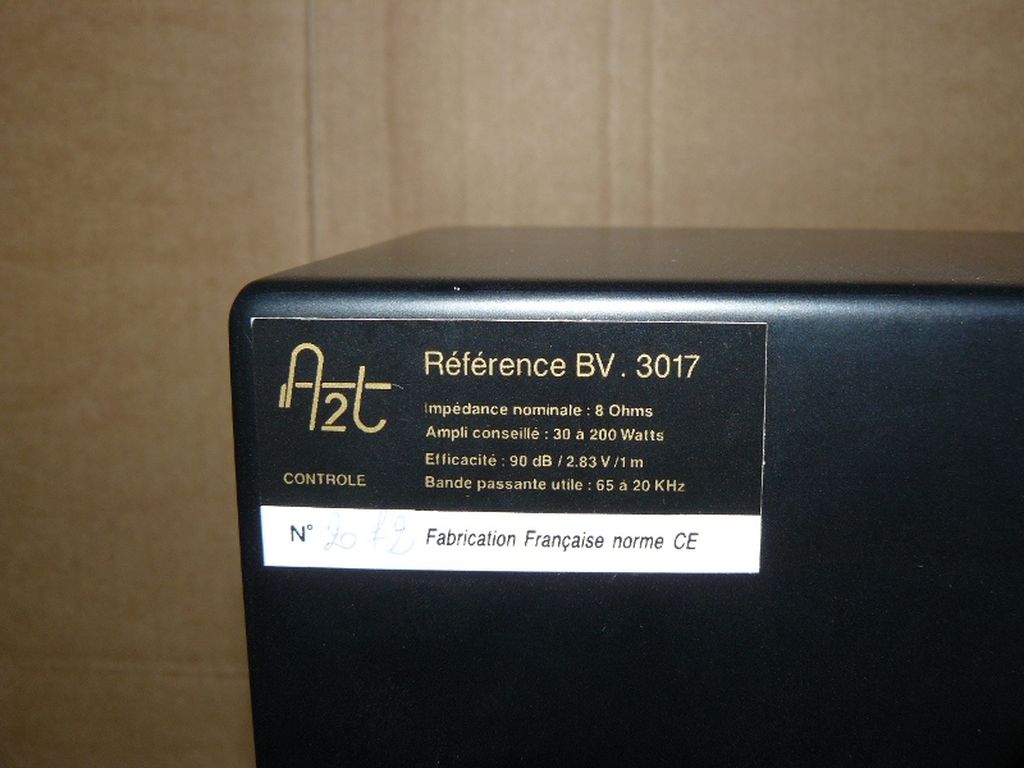 A2t
Référence BV. 3017
Impédance nominale : 8 Ohms
Ampli conseillé : 30 à 200 Watts
Efficacité : 90 dB / 2.83 V /1 m
CONTROLE
Bande passante utile : 65 à 20 KHz
N° Fabrication Française norme CE